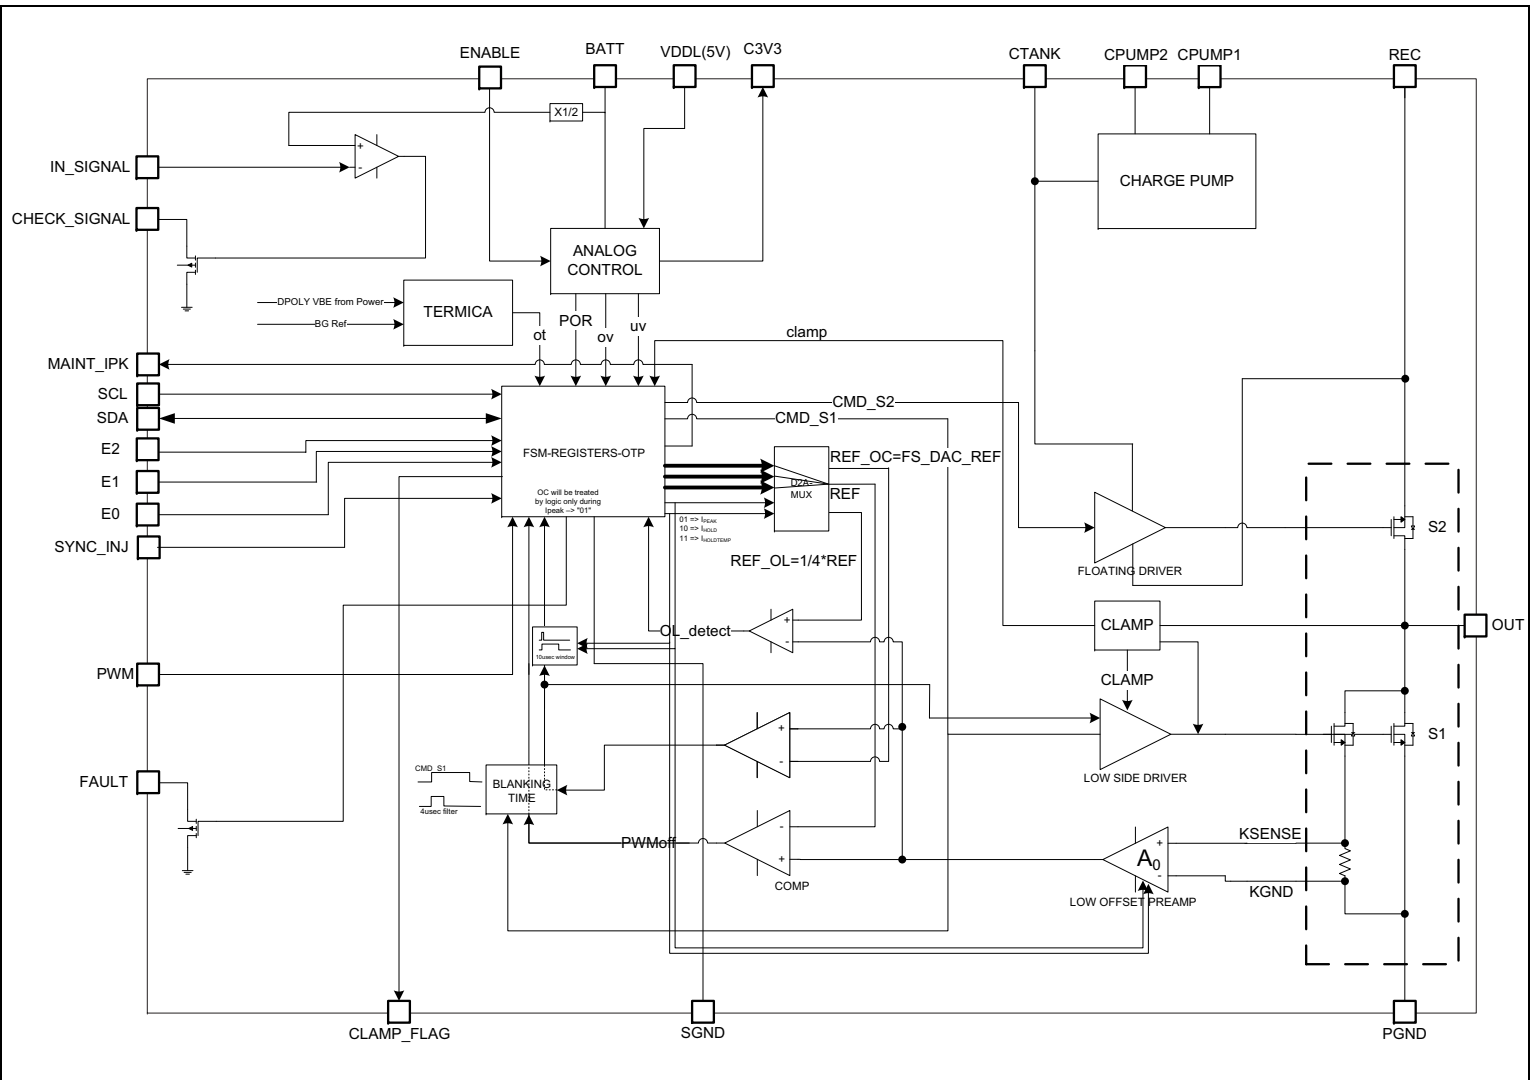 ENABLE
BATT
VDDL(5V)
C3V3
CTANK
CPUMP2
CPUMP1
REC
X1/2
+
-
IN_SIGNAL
CHECK_SIGNAL
CHARGE PUMP
ANALOG
CONTROL
DPOLY VBE from Power
BG Ref
TERMICA
ot
POR
ov
uv
clamp
MAINT_IPK
SCL
SDA
E2
E1
E0
SYNC_INJ
CMD_S2
CMD_S1
FSM-REGISTERS-OTP
OC will be treated
by logic only during
Ipeak –> "01"
REF_OC=FS_DAC_REF
D2A-
MUX
REF
01 => IPEAK
10 => IHOLD
11 => IHOLDTEMP
REF_OL=1/4*REF
FLOATING DRIVER
S2
OL_detect
+
-
10usec window
CLAMP
OUT
PWM
CLAMP
+
-
LOW SIDE DRIVER
S1
FAULT
CMD_S1
4usec filter
BLANKING
TIME
PWMoff
-
+
COMP
A0
+
-
LOW OFFSET PREAMP
KSENSE
KGND
CLAMP_FLAG
SGND
PGND